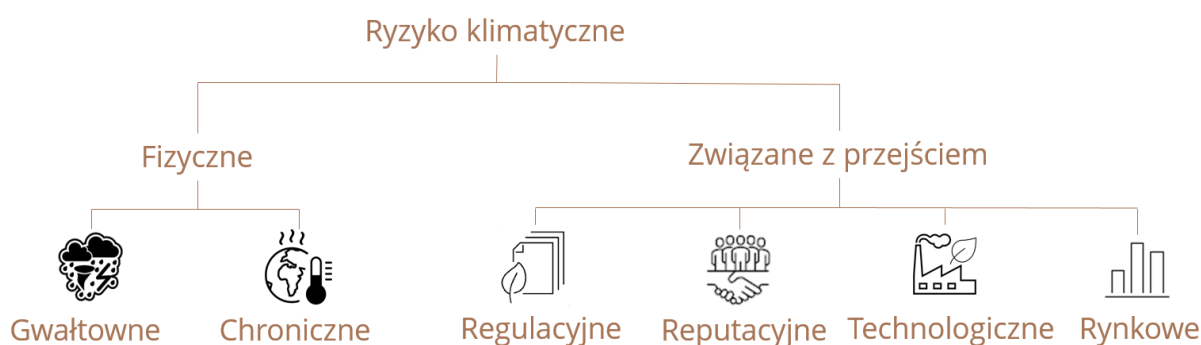 Ryzyko klimatyczne
Fizyczne
Związane z przejściem
Gwałtowne
Chroniczne
Regulacyjne
Reputacyjne
Technologiczne
Rynkowe